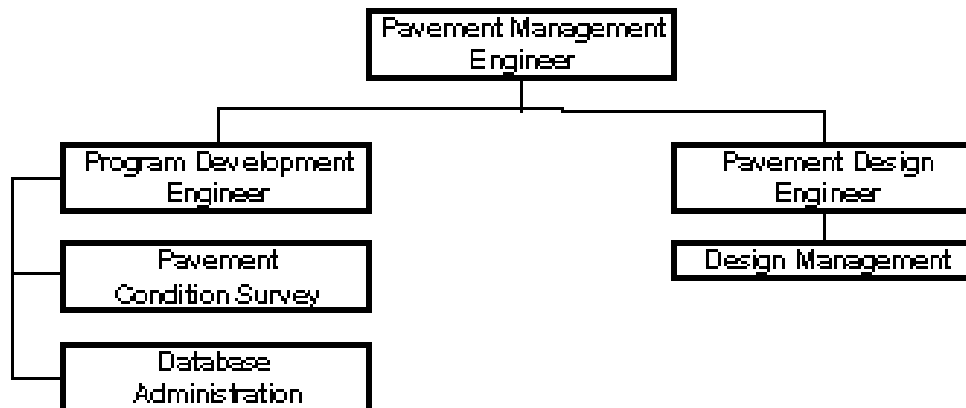 Pavement Management
Engineer
Program Development
Engineer
Pavement Design
Engineer
Pavement
Condition Survey
Design Management
Database
Administration